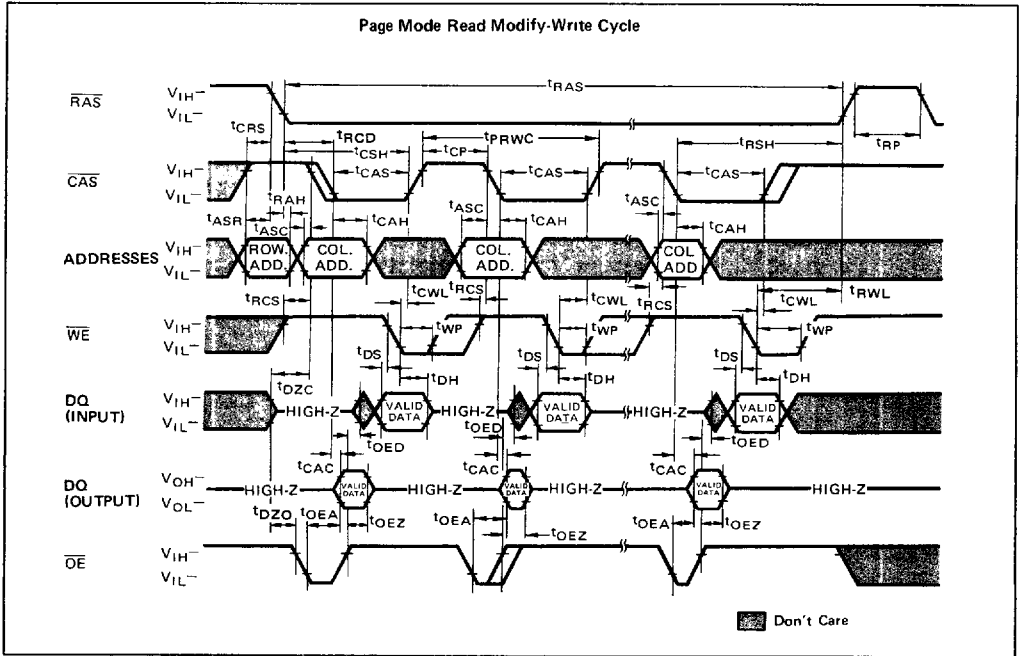 Page Mode Read Modify-Write Cycle
RAS VIH VIL tRAS tRP
tCRS tRCD tCSH tCP tPRWC tRSH
CAS VIH VIL tCAS tCAS tCAS
tASR tRAH tASC tCAH tASC tCAH tASC tCAH
ADDRESSES VIH VIL ROW. ADD. COL. ADD. COL. ADD. COL ADD
tRCS tCWL tRCS tCWL tRCS tCWL tRWL
WE VIH VIL tWP tWP tWP
tDS tDH tDS tDH tDS tDH
tDZC
DQ (INPUT) VIH VIL HIGH-Z VALID DATA HIGH-Z VALID DATA HIGH-Z VALID DATA
tOED tOED tOED
tCAC tCAC tCAC
DQ (OUTPUT) VOH VOL HIGH-Z VALID DATA HIGH-Z VALID DATA HIGH-Z VALID DATA HIGH-Z
tDZO tOEA tOEZ tOEA tOEZ tOEA tOEZ
OE VIH VIL
Don't Care